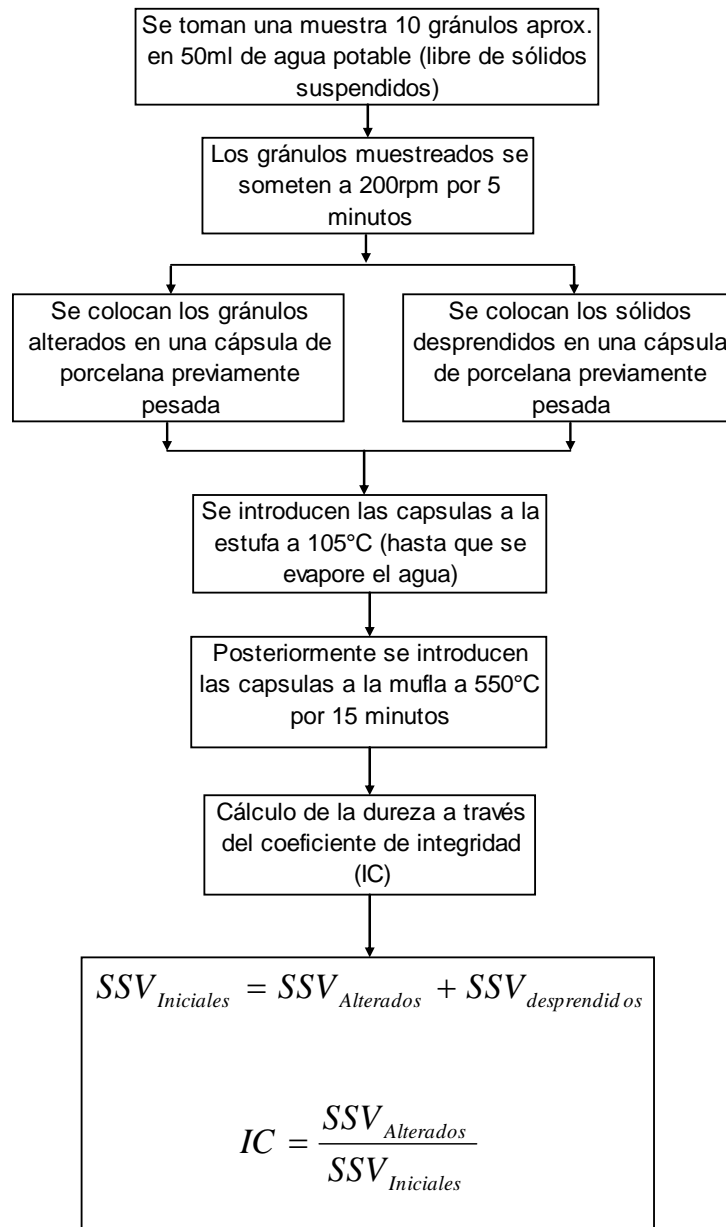 Se toman una muestra 10 gránulos aprox.
en 50ml de agua potable (libre de sólidos
suspendidos)
Los gránulos muestreados se
someten a 200rpm por 5
minutos
Se colocan los gránulos
alterados en una cápsula de
porcelana previamente
pesada
Se colocan los sólidos
desprendidos en una cápsula
de porcelana previamente
pesada
Se introducen las capsulas a la
estufa a 105°C (hasta que se
evapore el agua)
Posteriormente se introducen
las capsulas a la mufla a 550°C
por 15 minutos
Cálculo de la dureza a través
del coeficiente de integridad
(IC)
SSV_Iniciales = SSV_Alterados + SSV_desprendidos
IC = SSV_Alterados / SSV_Iniciales